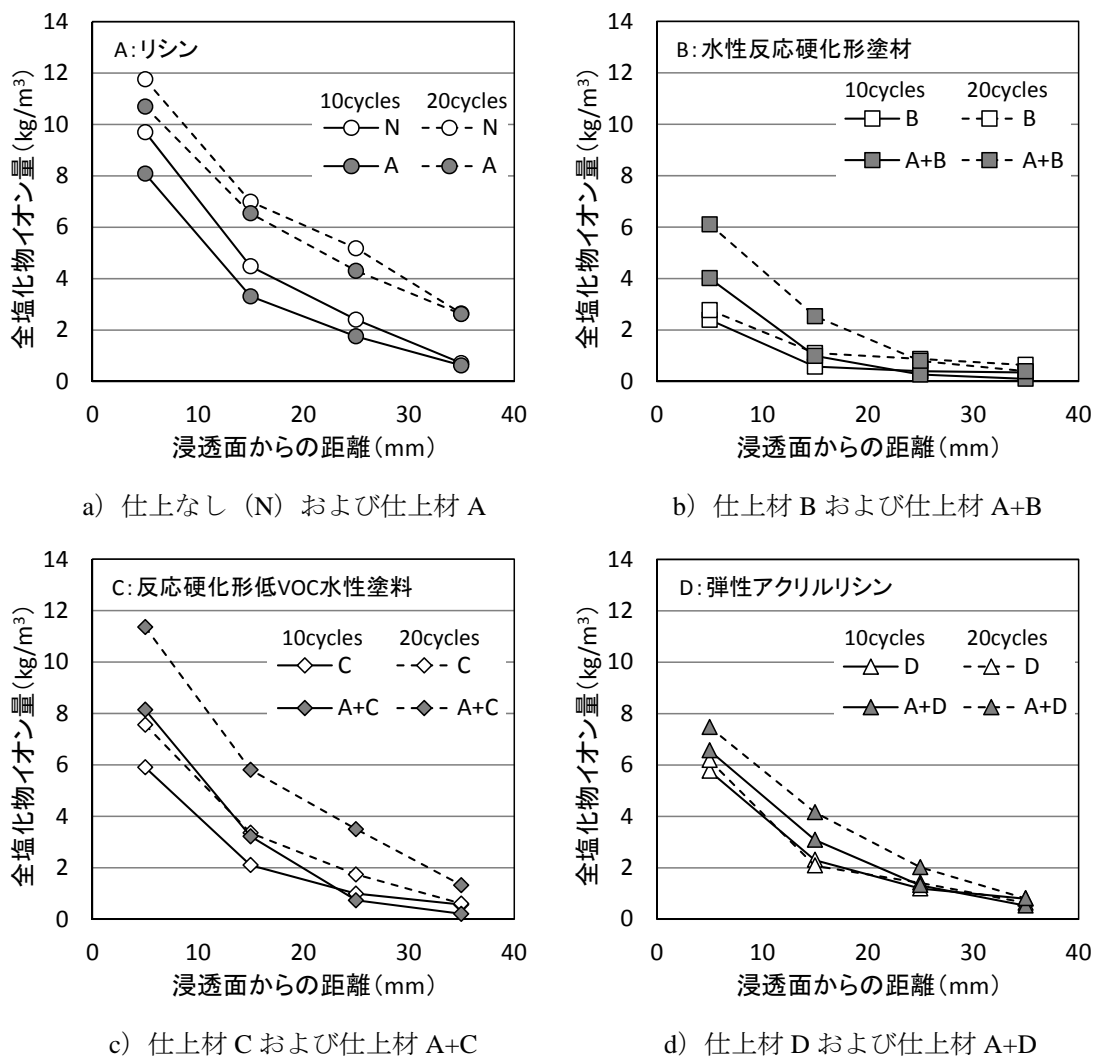 A:リシン
10cycles 20cycles
N N
A A
全塩化物イオン量(kg/m³)
14
12
10
8
6
4
2
0
0 10 20 30 40
浸透面からの距離(mm)
a）仕上なし（N）および仕上材 A
B:水性反応硬化形塗材
10cycles 20cycles
B B
A+B A+B
全塩化物イオン量(kg/m³)
14
12
10
8
6
4
2
0
0 10 20 30 40
浸透面からの距離(mm)
b）仕上材 B および仕上材 A+B
C:反応硬化形低VOC水性塗料
10cycles 20cycles
C C
A+C A+C
全塩化物イオン量(kg/m³)
14
12
10
8
6
4
2
0
0 10 20 30 40
浸透面からの距離(mm)
c）仕上材 C および仕上材 A+C
D:弾性アクリルリシン
10cycles 20cycles
D D
A+D A+D
全塩化物イオン量(kg/m³)
14
12
10
8
6
4
2
0
0 10 20 30 40
浸透面からの距離(mm)
d）仕上材 D および仕上材 A+D